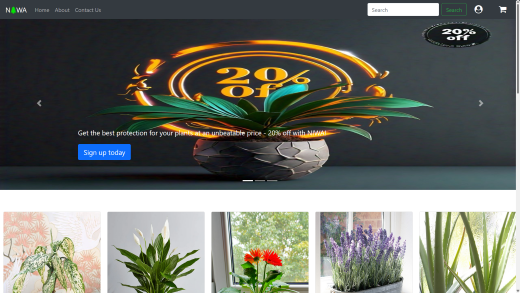 NIWA
Home About Contact Us
Search
Search
20%
off
20%
off
Get the best protection for your plants at an unbeatable price - 20% off with NIWA!
Sign up today